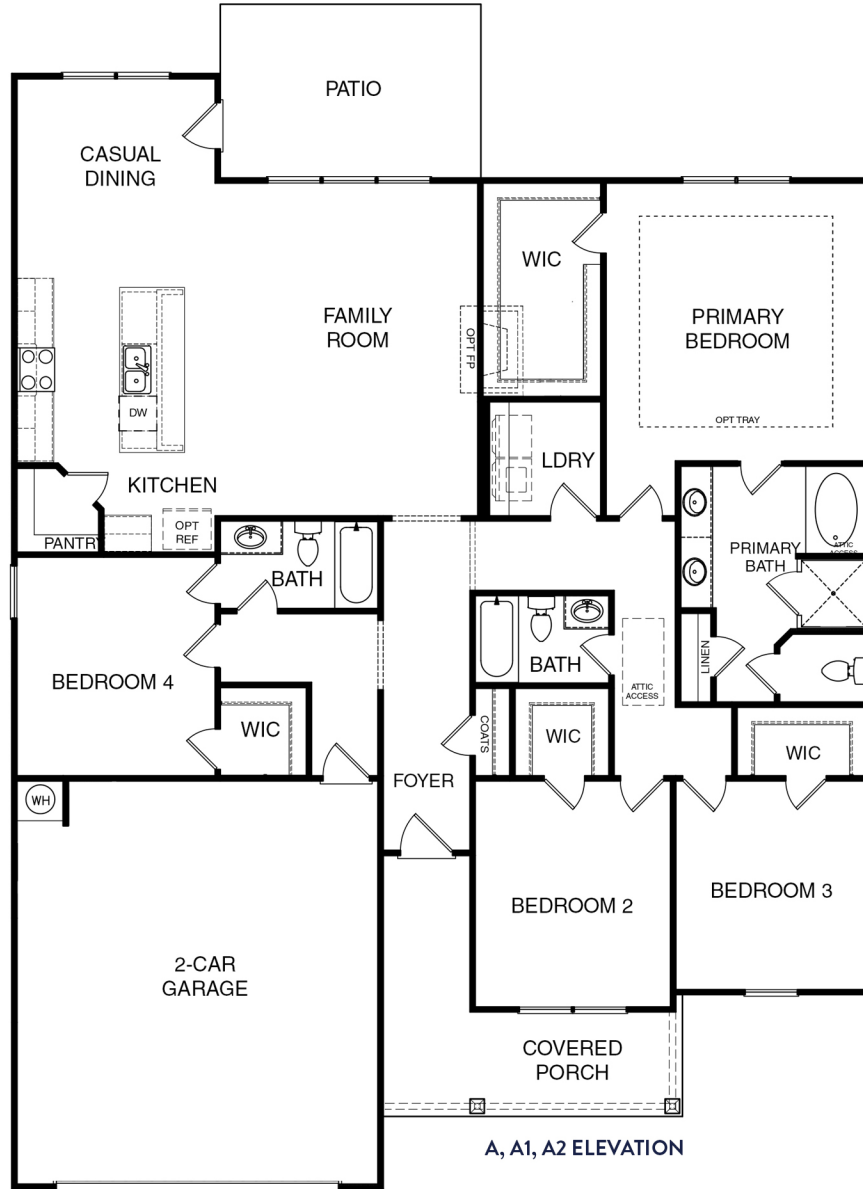 PATIO
CASUAL
DINING
WIC
FAMILY
ROOM
OPT FP
PRIMARY
BEDROOM
OPT TRAY
DW
KITCHEN
LDRY
PANTRY
OPT
REF
BATH
PRIMARY
BATH
ATTIC
ACCESS
BEDROOM 4
BATH
LINEN
ATTIC
ACCESS
WIC
COATS
WIC
WIC
FOYER
WH
BEDROOM 2
BEDROOM 3
2-CAR
GARAGE
COVERED
PORCH
A, A1, A2 ELEVATION